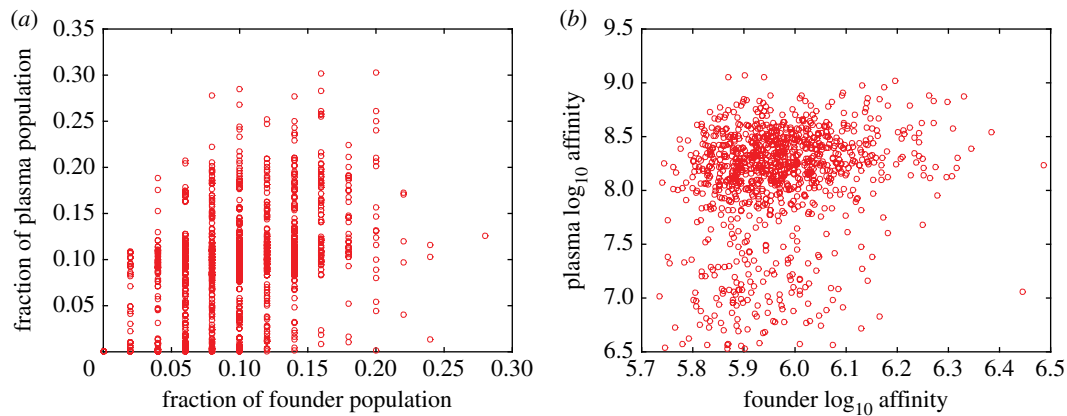 (a)
0.35
0.30
0.25
0.20
0.15
0.10
0.05
0 0.05 0.10 0.15 0.20 0.25 0.30
fraction of plasma population
fraction of founder population
(b)
9.5
9.0
8.5
8.0
7.5
7.0
6.5
5.7 5.8 5.9 6.0 6.1 6.2 6.3 6.4 6.5
plasma log10 affinity
founder log10 affinity